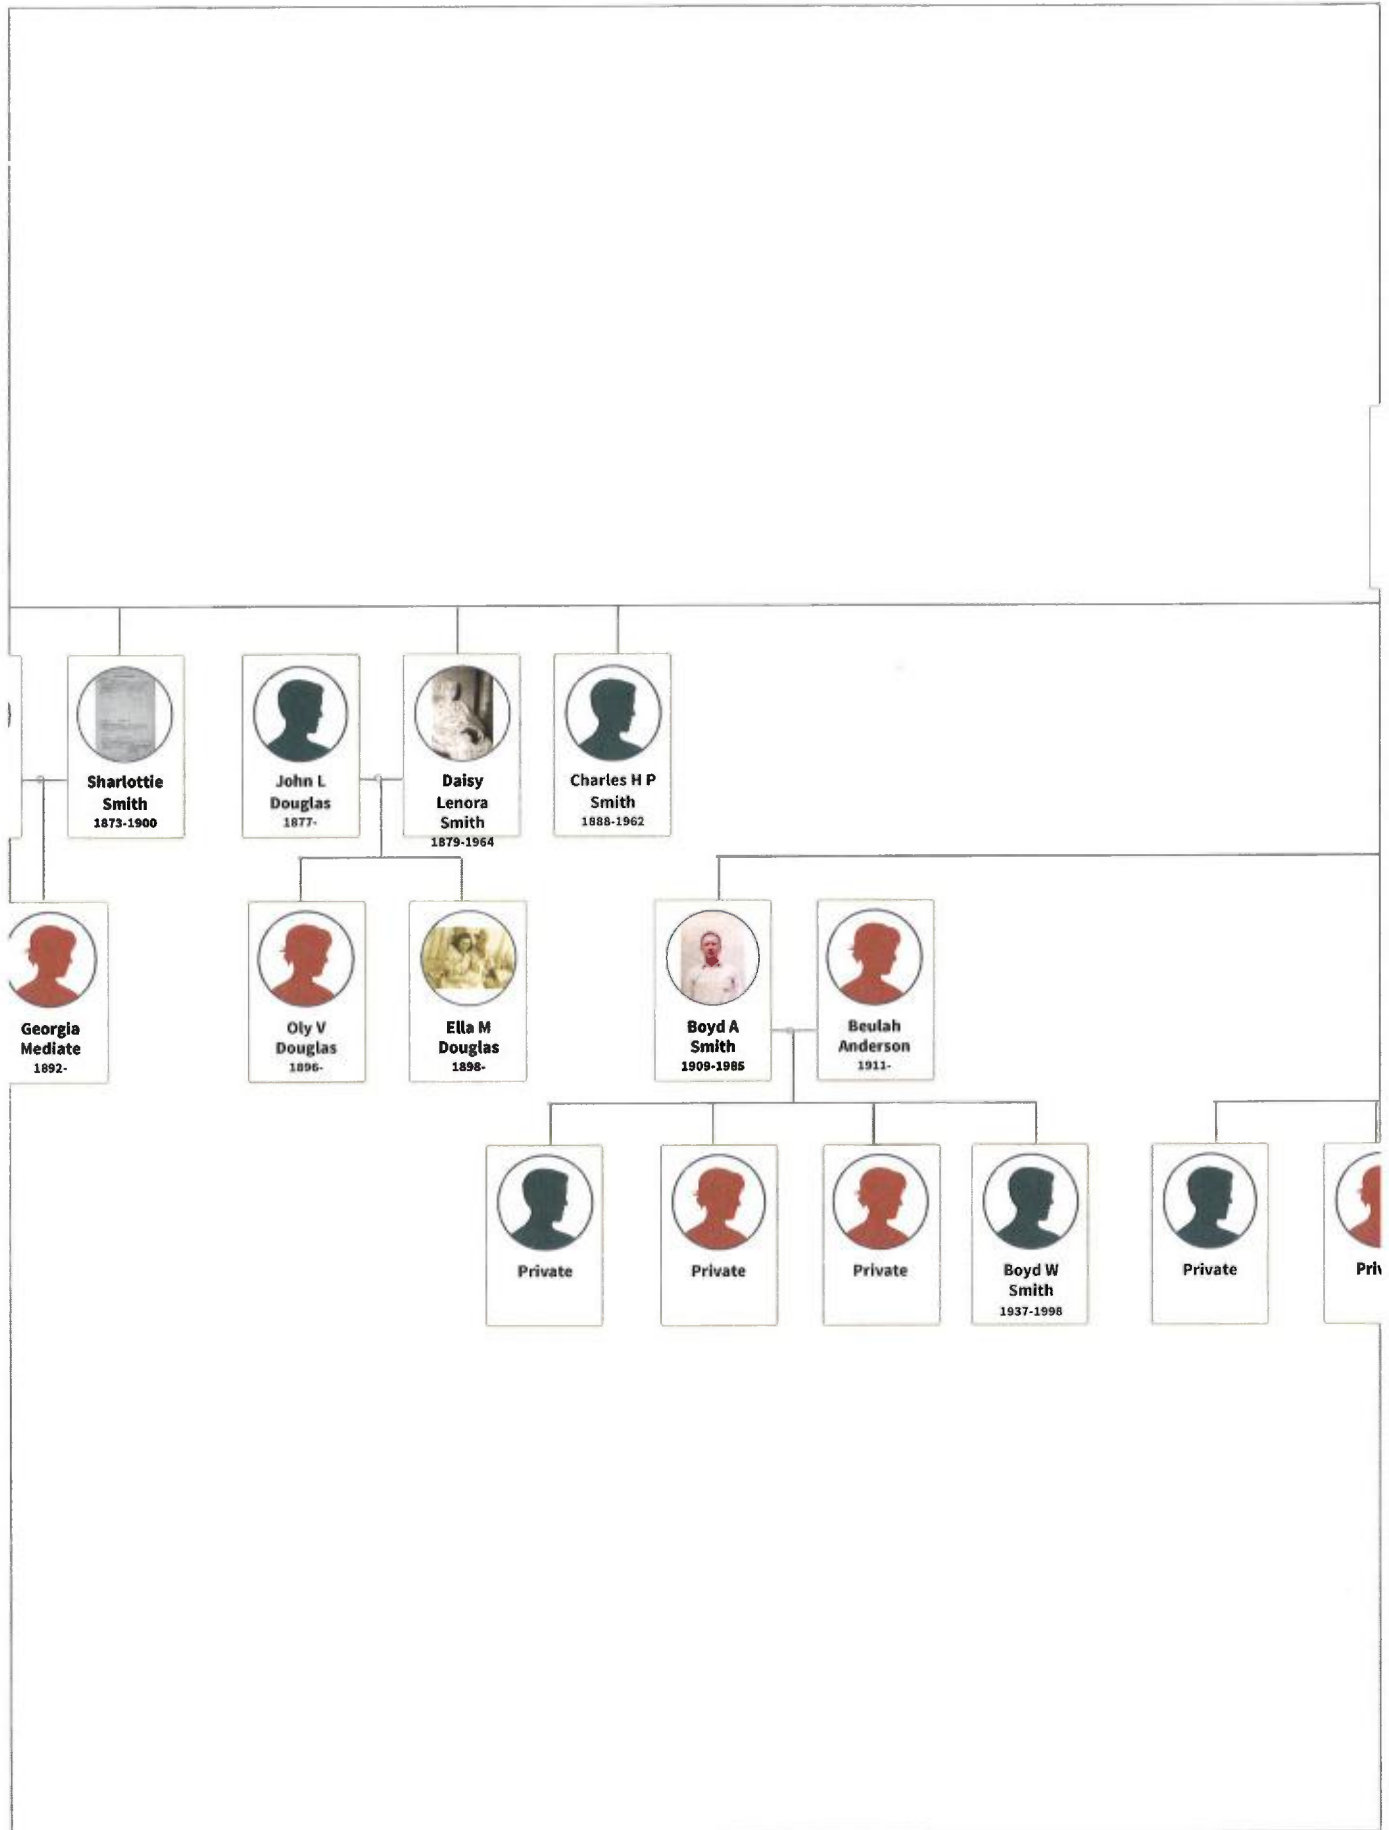 Sharlottie
Smith
1873-1900
John L
Douglas
1877-
Daisy
Lenora
Smith
1879-1964
Charles H P
Smith
1888-1962
Georgia
Mediate
1892-
Oly V
Douglas
1896-
Ella M
Douglas
1898-
Boyd A
Smith
1909-1985
Beulah
Anderson
1911-
Private
Private
Private
Boyd W
Smith
1937-1998
Private
Priv